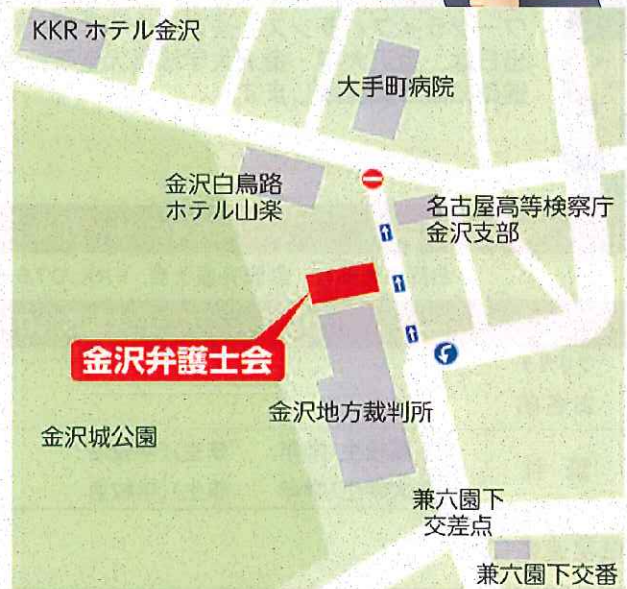 KKR ホテル金沢
大手町病院
金沢白鳥路
ホテル山楽
名古屋高等検察庁
金沢支部
金沢弁護士会
金沢地方裁判所
金沢城公園
兼六園下
交差点
兼六園下交番